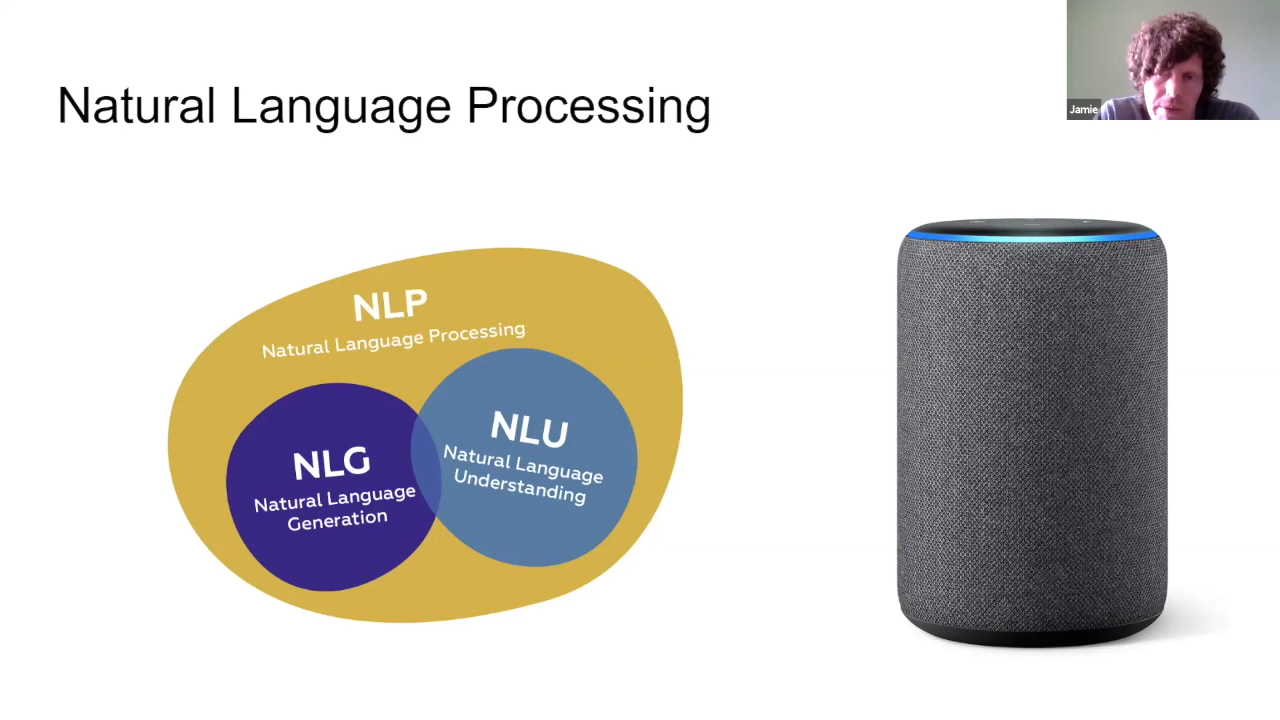 Natural Language Processing
Jamie
NLP
Natural Language Processing
NLG
Natural Language
Generation
NLU
Natural Language
Understanding